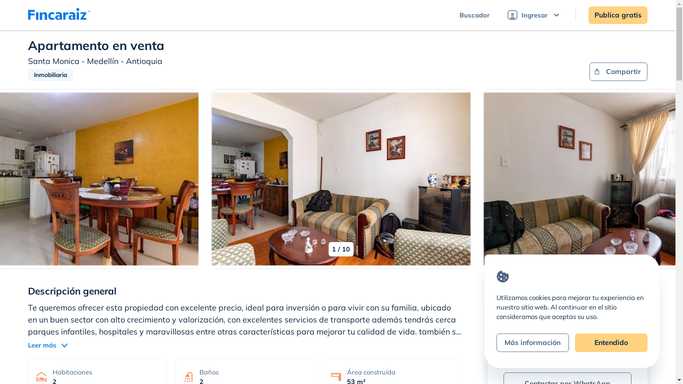 Fincaraiz
Buscador
Ingresar
Publica gratis
Apartamento en venta
Santa Monica - Medellín - Antioquia
Inmobiliaria
Compartir
1 / 10
Descripción general
Te queremos ofrecer esta propiedad con excelente precio, ideal para inversión o para vivir con su familia, ubicado
en un buen sector con alto crecimiento y valorización, con excelentes servicios de transporte además tendrás cerca
parques infantiles, hospitales y maravillosas entre otras características para mejorar tu calidad de vida. también s...
Leer más
Habitaciones
2
Baños
2
Área construida
53 m²
Utilizamos cookies para mejorar tu experiencia en
nuestro sitio web. Al continuar en el sitio
consideramos que aceptas su uso.
Más información
Entendido
Contactar por WhatsApp